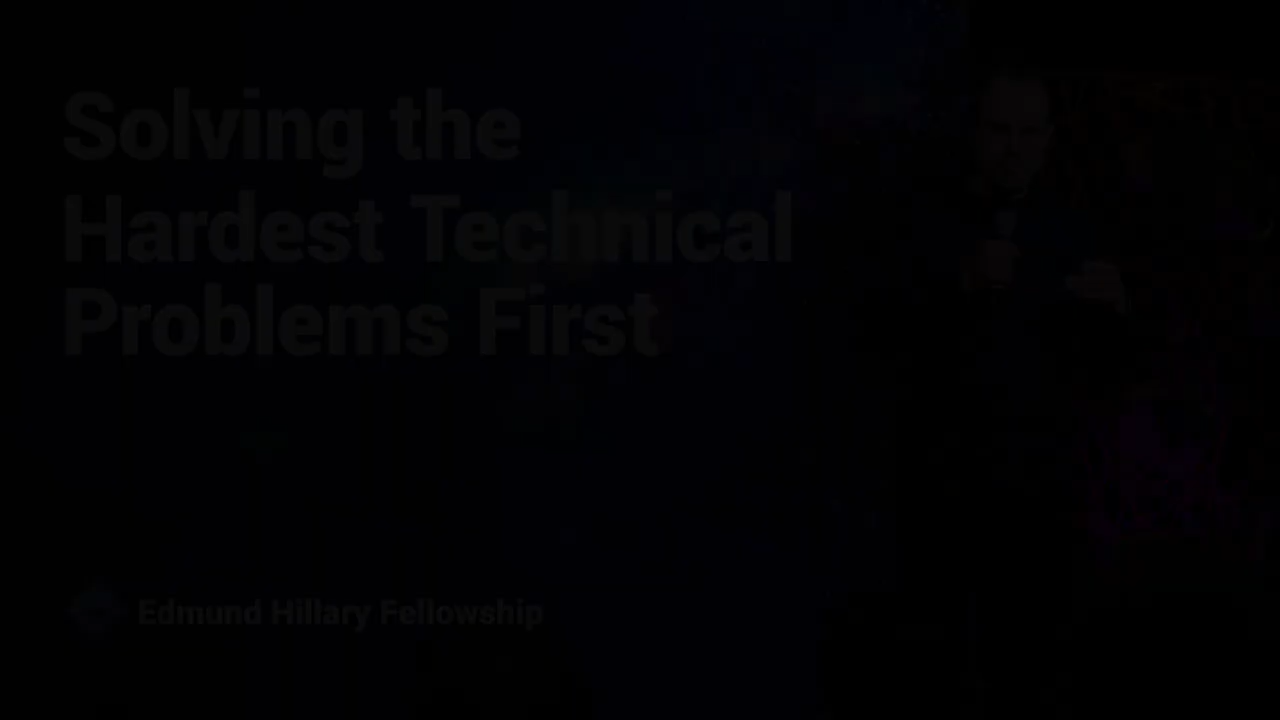 Solving the
Hardest Technical
Problems First
Edmund Hillary Fellowship